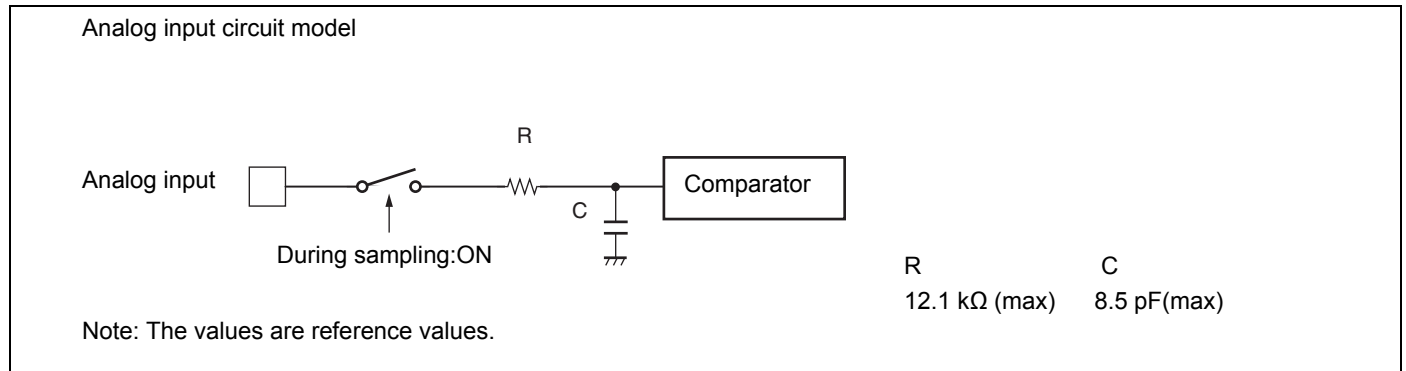 Analog input circuit model
R
Analog input
Comparator
C
During sampling:ON
R C
12.1 kΩ (max) 8.5 pF(max)
Note: The values are reference values.